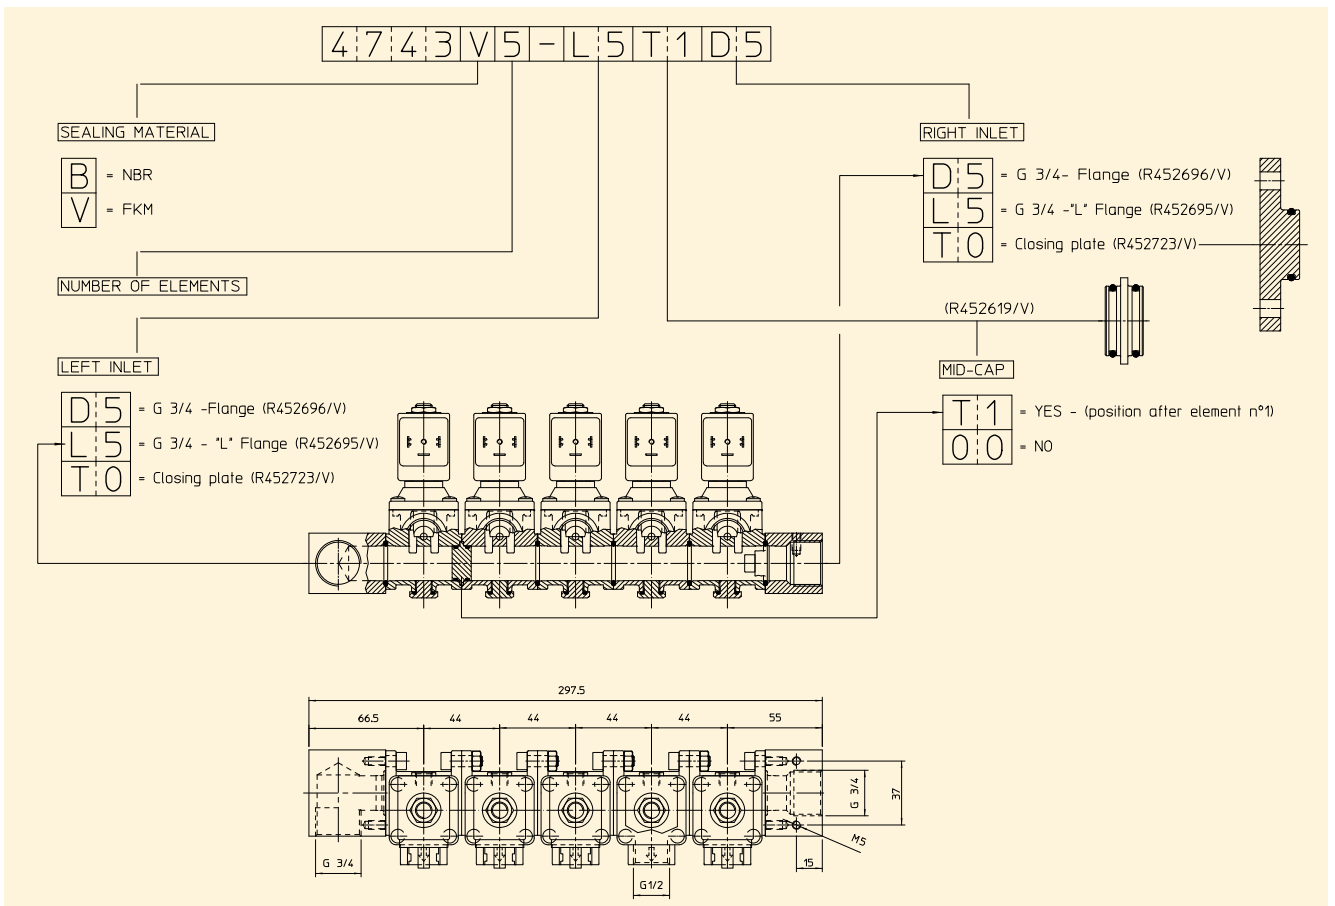 4743V5-L5T1D5
SEALING MATERIAL
B = NBR
V = FKM
NUMBER OF ELEMENTS
LEFT INLET
D5 = G 3/4 -Flange (R452696/V)
L5 = G 3/4 - "L" Flange (R452695/V)
T0 = Closing plate (R452723/V)
RIGHT INLET
D5 = G 3/4- Flange (R452696/V)
L5 = G 3/4 -"L" Flange (R452695/V)
T0 = Closing plate (R452723/V)
(R452619/V)
MID-CAP
T1 = YES - (position after element n°1)
00 = NO
297.5
66.5 44 44 44 44 55
G 3/4
37
M5
G 3/4
15
G1/2